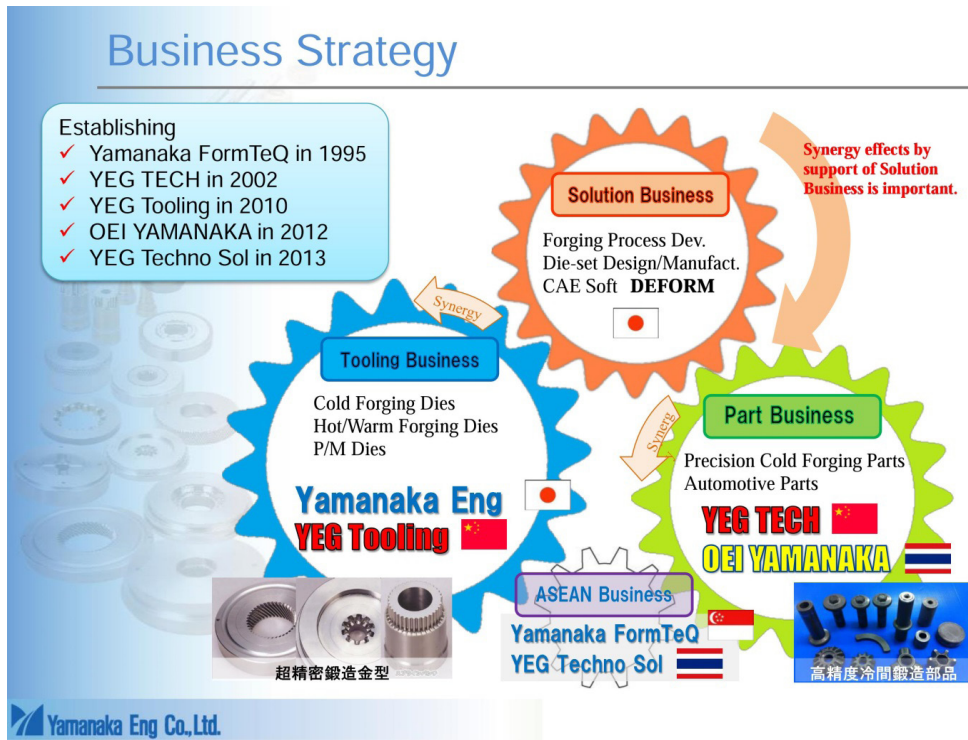 Business Strategy
Establishing
✓ Yamanaka FormTeQ in 1995
✓ YEG TECH in 2002
✓ YEG Tooling in 2010
✓ OEI YAMANAKA in 2012
✓ YEG Techno Sol in 2013
Synergy effects by
support of Solution
Business is important.
Solution Business
Forging Process Dev.
Die-set Design/Manufact.
CAE Soft DEFORM
Synergy
Tooling Business
Cold Forging Dies
Hot/Warm Forging Dies
P/M Dies
Yamanaka Eng
YEG Tooling
Synergy
Part Business
Precision Cold Forging Parts
Automotive Parts
YEG TECH
OEI YAMANAKA
ASEAN Business
Yamanaka FormTeQ
YEG Techno Sol
超精密鍛造金型
高精度冷間鍛造部品
Yamanaka Eng Co.,Ltd.